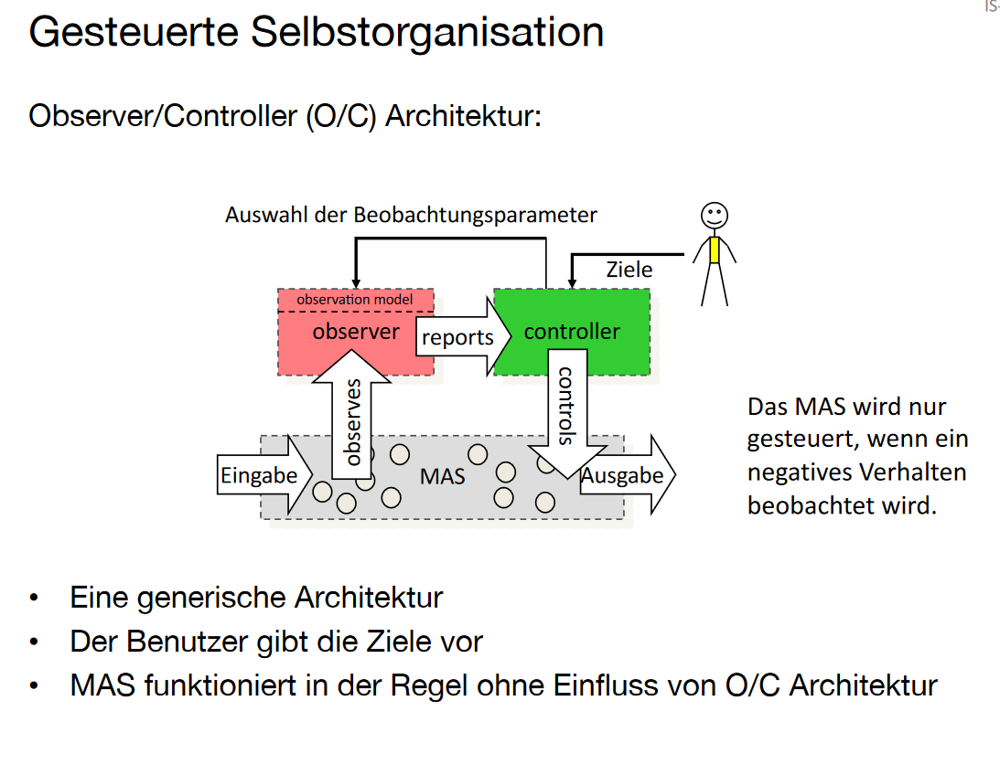 IS-
Gesteuerte Selbstorganisation
Observer/Controller (O/C) Architektur:
Auswahl der Beobachtungsparameter
Ziele
observation model
observer
reports
controller
observes
controls
Eingabe
MAS
Ausgabe
Das MAS wird nur
gesteuert, wenn ein
negatives Verhalten
beobachtet wird.
• Eine generische Architektur
• Der Benutzer gibt die Ziele vor
• MAS funktioniert in der Regel ohne Einfluss von O/C Architektur